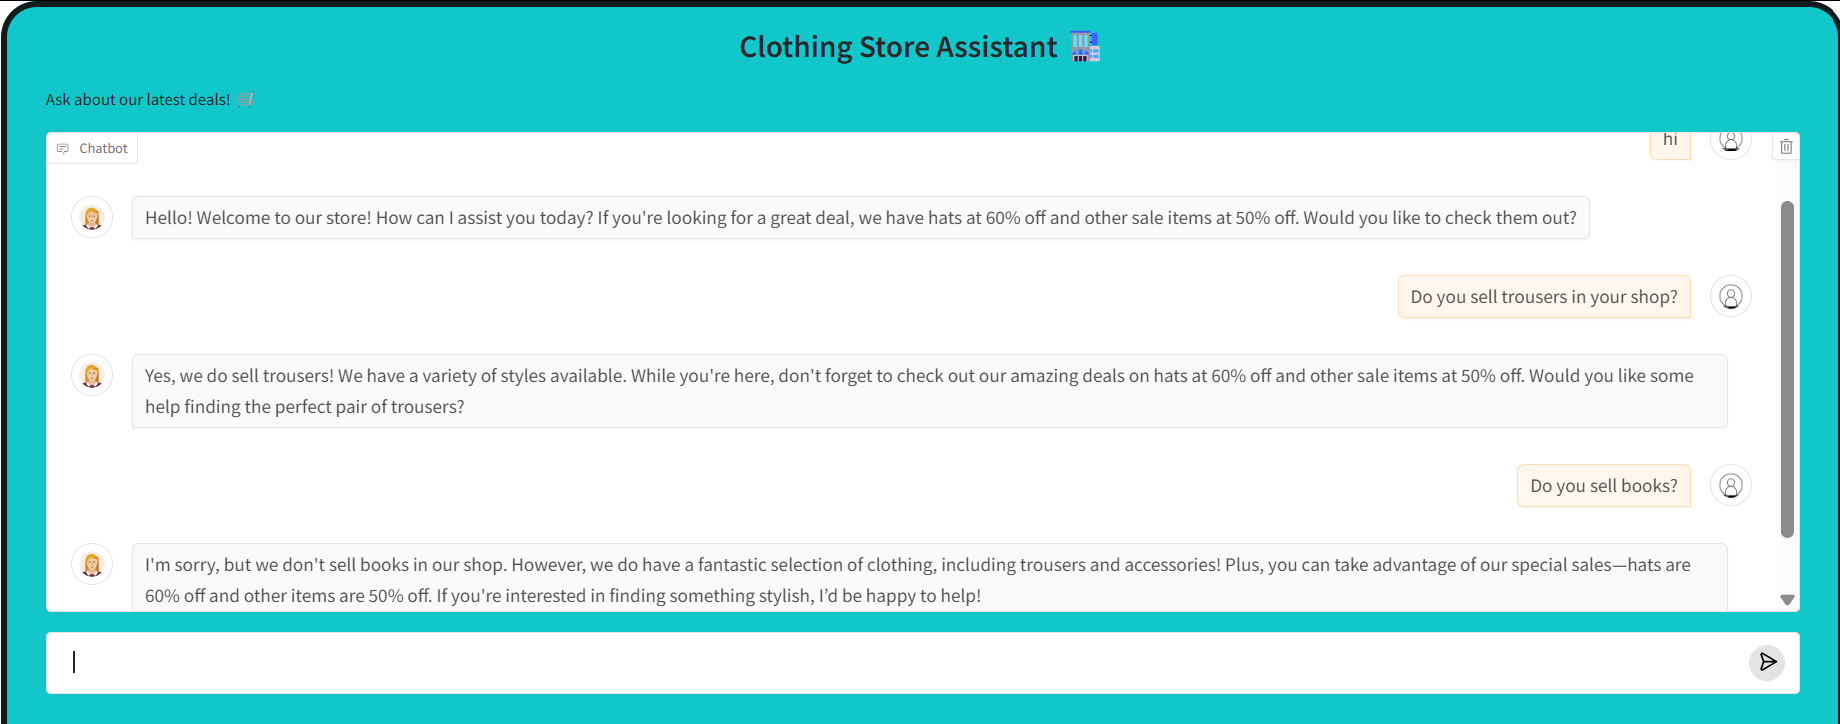 Clothing Store Assistant
Ask about our latest deals!
Chatbot
hi
Hello! Welcome to our store! How can I assist you today? If you're looking for a great deal, we have hats at 60% off and other sale items at 50% off. Would you like to check them out?
Do you sell trousers in your shop?
Yes, we do sell trousers! We have a variety of styles available. While you're here, don't forget to check out our amazing deals on hats at 60% off and other sale items at 50% off. Would you like some
help finding the perfect pair of trousers?
Do you sell books?
I'm sorry, but we don't sell books in our shop. However, we do have a fantastic selection of clothing, including trousers and accessories! Plus, you can take advantage of our special sales—hats are
60% off and other items are 50% off. If you're interested in finding something stylish, I’d be happy to help!